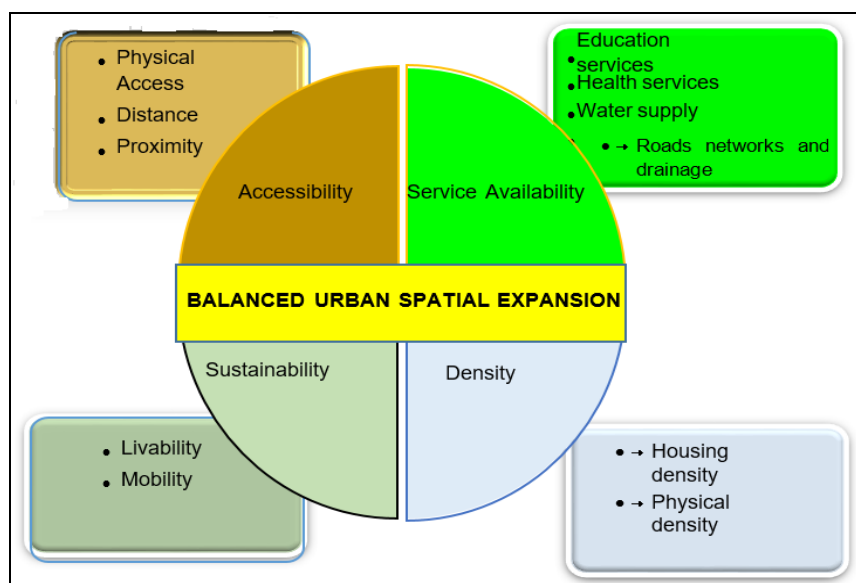 • Physical
Access
• Distance
• Proximity
Education
• services
• Health services
• Water supply
• • → Roads networks and
drainage
Accessibility
Service Availability
BALANCED URBAN SPATIAL EXPANSION
Sustainability
Density
• Livability
• Mobility
• → Housing
density
• → Physical
density